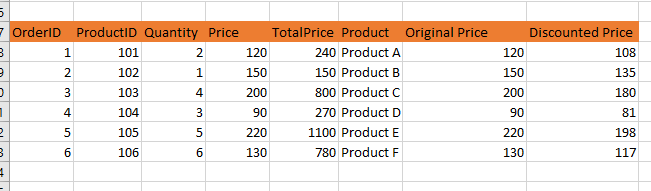 OrderID ProductID Quantity Price TotalPrice Product Original Price Discounted Price
1 101 2 120 240 Product A 120 108
2 102 1 150 150 Product B 150 135
3 103 4 200 800 Product C 200 180
4 104 3 90 270 Product D 90 81
5 105 5 220 1100 Product E 220 198
6 106 6 130 780 Product F 130 117